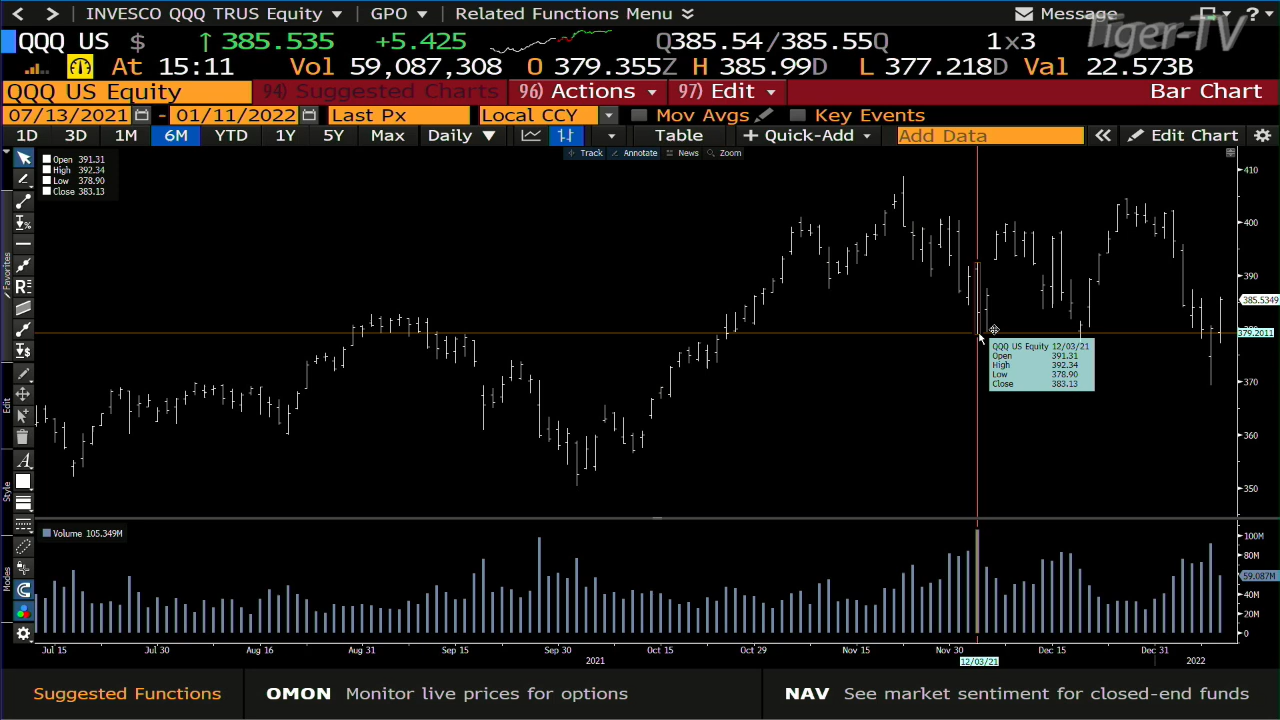 INVESCO QQQ TRUS Equity GPO Related Functions Menu Message ?
Tiger-TV
QQQ US $ ↑ 385.535 +5.425 Q385.54/385.55Q 1x3
At 15:11 Vol 59,087,308 O 379.355Z H 385.99D L 377.218D Val 22.573B
QQQ US Equity 94) Suggested Charts 96) Actions 97) Edit Bar Chart
07/13/2021 - 01/11/2022 Last Px Local CCY Mov Avgs Key Events
1D 3D 1M 6M YTD 1Y 5Y Max Daily ▼ Table + Quick-Add Add Data « Edit Chart
Track Annotate News Zoom
Open 391.31
High 392.34
Low 378.90
Close 383.13
410
400
390
385.5349
379.2011
370
360
350
QQQ US Equity 12/03/21
Open 391.31
High 392.34
Low 378.90
Close 383.13
Favorites
Edit
Style
Modes
Volume 105.349M
100M
80M
59.087M
40M
20M
0
Jul 15 Jul 30 Aug 16 Aug 31 Sep 15 Sep 30 Oct 15 Oct 29 Nov 15 Nov 30 Dec 15 Dec 31
2021 12/03/21 2022
Suggested Functions OMON Monitor live prices for options NAV See market sentiment for closed-end funds